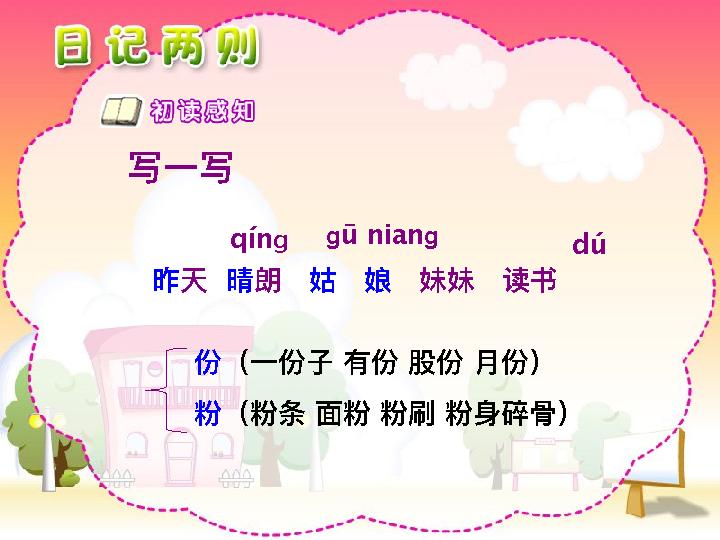 日记两则
初读感知
写一写
qíng gū niang dú
昨天 晴朗 姑 娘 妹妹 读书
份（一份子 有份 股份 月份）
粉（粉条 面粉 粉刷 粉身碎骨）